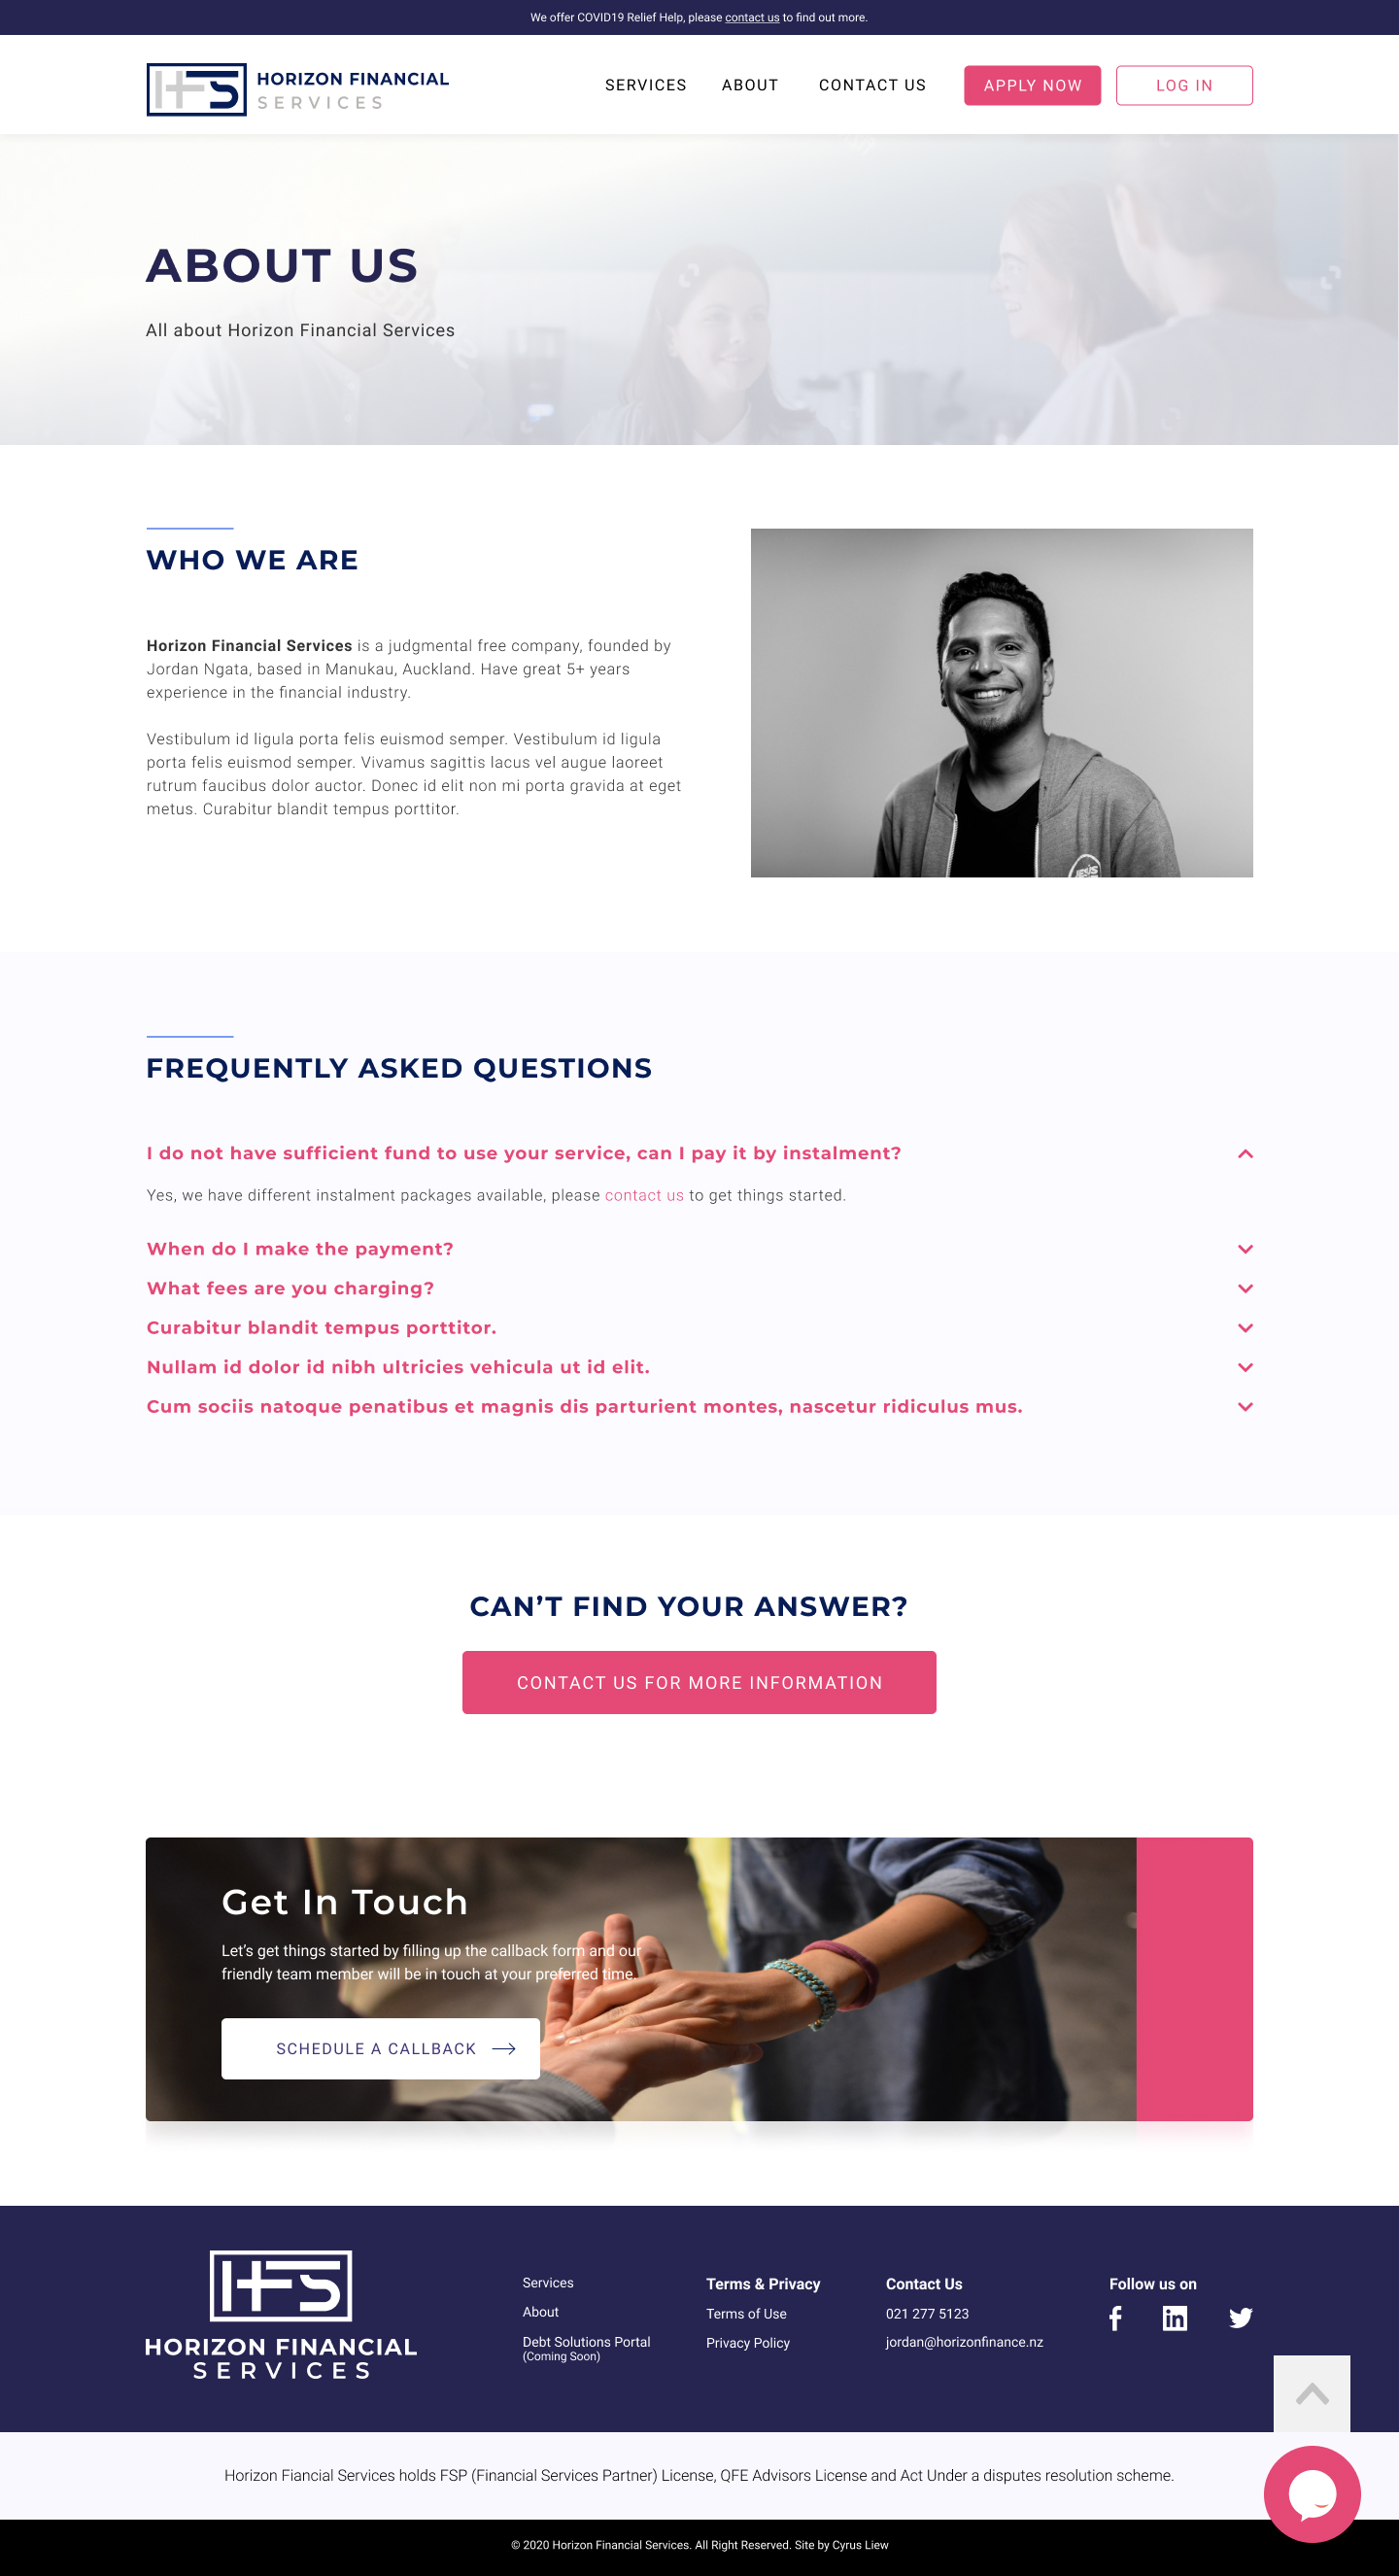 We offer COVID19 Relief Help, please contact us to find out more.
HFS HORIZON FINANCIAL
SERVICES
SERVICES ABOUT CONTACT US APPLY NOW LOG IN
ABOUT US
All about Horizon Financial Services
WHO WE ARE
Horizon Financial Services is a judgmental free company, founded by
Jordan Ngata, based in Manukau, Auckland. Have great 5+ years
experience in the financial industry.
Vestibulum id ligula porta felis euismod semper. Vestibulum id ligula
porta felis euismod semper. Vivamus sagittis lacus vel augue laoreet
rutrum faucibus dolor auctor. Donec id elit non mi porta gravida at eget
metus. Curabitur blandit tempus porttitor.
FREQUENTLY ASKED QUESTIONS
I do not have sufficient fund to use your service, can I pay it by instalment?
Yes, we have different instalment packages available, please contact us to get things started.
When do I make the payment?
What fees are you charging?
Curabitur blandit tempus porttitor.
Nullam id dolor id nibh ultricies vehicula ut id elit.
Cum sociis natoque penatibus et magnis dis parturient montes, nascetur ridiculus mus.
CAN’T FIND YOUR ANSWER?
CONTACT US FOR MORE INFORMATION
Get In Touch
Let’s get things started by filling up the callback form and our
friendly team member will be in touch at your preferred time.
SCHEDULE A CALLBACK
HFS
HORIZON FINANCIAL
SERVICES
Services
About
Debt Solutions Portal
(Coming Soon)
Terms & Privacy
Terms of Use
Privacy Policy
Contact Us
021 277 5123
jordan@horizonfinance.nz
Follow us on
Horizon Fiancial Services holds FSP (Financial Services Partner) License, QFE Advisors License and Act Under a disputes resolution scheme.
© 2020 Horizon Financial Services. All Right Reserved. Site by Cyrus Liew